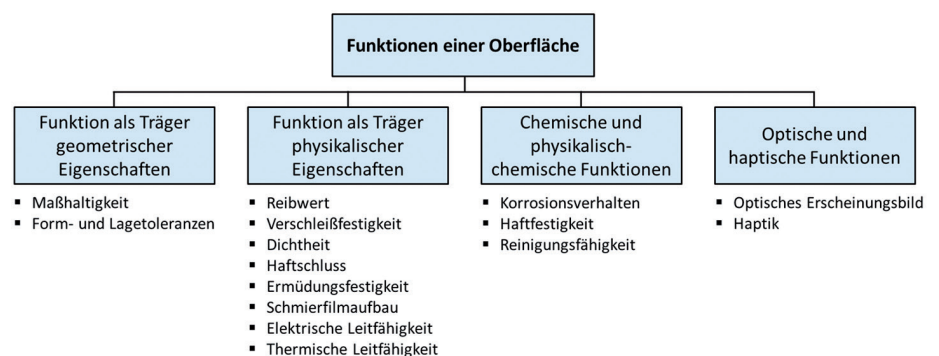 Funktionen einer Oberfläche
Funktion als Träger
geometrischer
Eigenschaften
▪ Maßhaltigkeit
▪ Form- und Lagetoleranzen
Funktion als Träger
physikalischer
Eigenschaften
▪ Reibwert
▪ Verschleißfestigkeit
▪ Dichtheit
▪ Haftschluss
▪ Ermüdungsfestigkeit
▪ Schmierfilmaufbau
▪ Elektrische Leitfähigkeit
▪ Thermische Leitfähigkeit
Chemische und
physikalisch-
chemische Funktionen
▪ Korrosionsverhalten
▪ Haftfestigkeit
▪ Reinigungsfähigkeit
Optische und
haptische Funktionen
▪ Optisches Erscheinungsbild
▪ Haptik